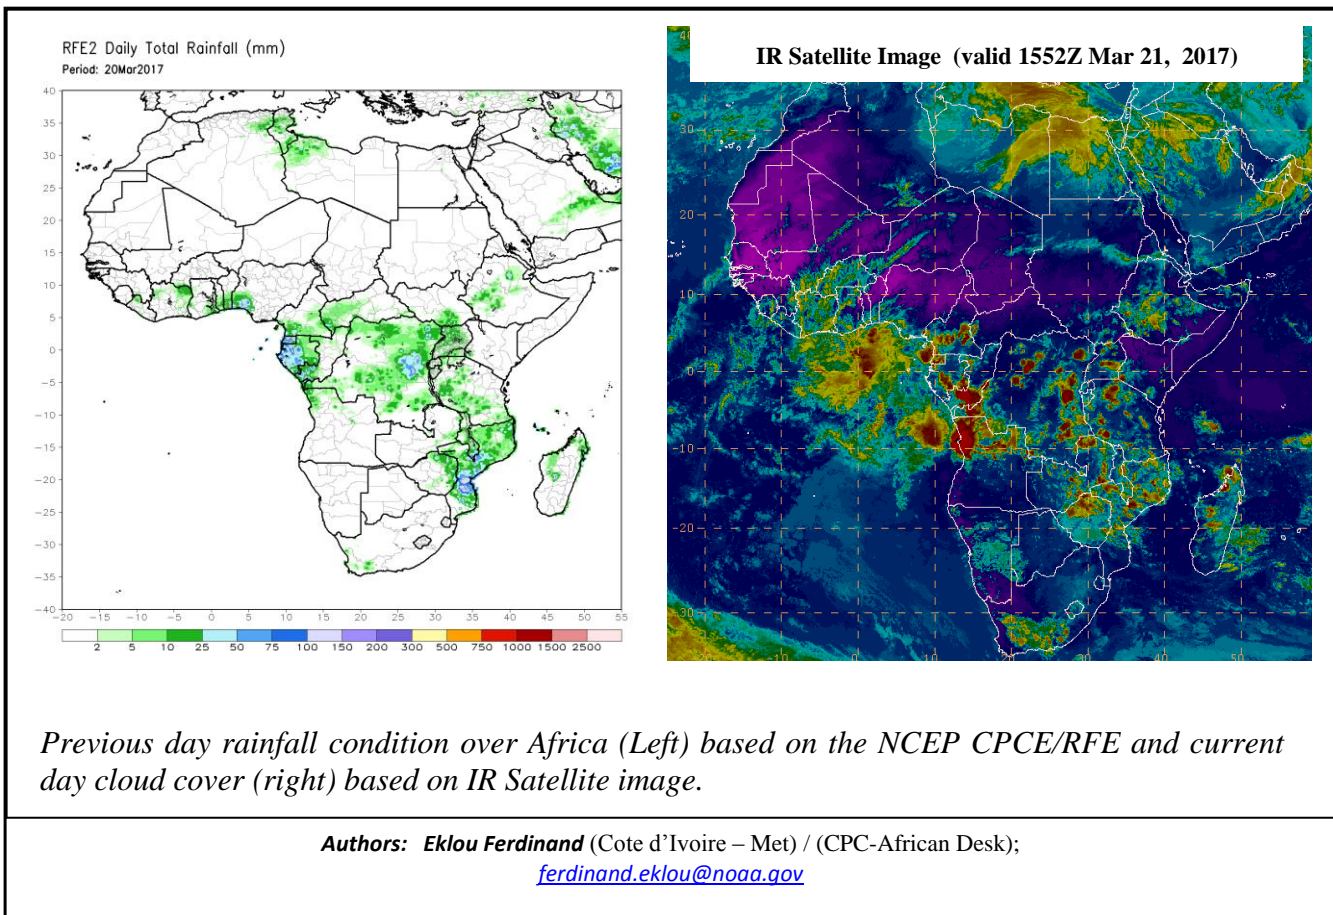 RFE2 Daily Total Rainfall (mm)
Period: 20Mar2017
40
35
30
25
20
15
10
5
0
−5
−10
−15
−20
−25
−30
−35
−40
−20 −15 −10 −5 0 5 10 15 20 25 30 35 40 45 50 55
2 5 10 25 50 75 100 150 200 300 500 750 1000 1500 2500
IR Satellite Image (valid 1552Z Mar 21, 2017)
30
20
10
0
-10
-20
-30
-10 0 10 20 30 40 50
Previous day rainfall condition over Africa (Left) based on the NCEP CPCE/RFE and current
day cloud cover (right) based on IR Satellite image.
Authors: Eklou Ferdinand (Cote d’Ivoire – Met) / (CPC-African Desk);
ferdinand.eklou@noaa.gov